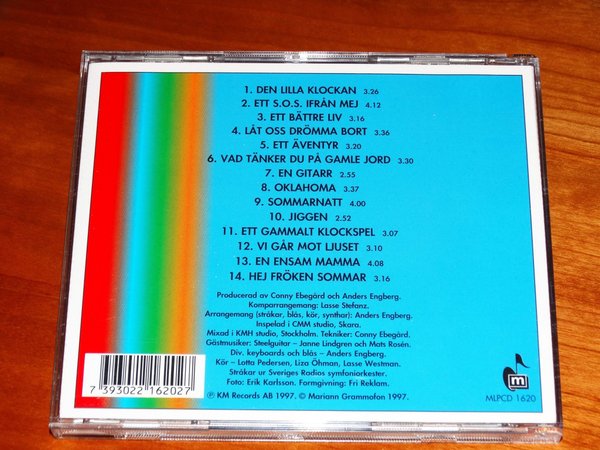 1. DEN LILLA KLOCKAN 3.26
2. ETT S.O.S. IFRÅN MEJ 4.12
3. ETT BÄTTRE LIV 3.16
4. LÅT OSS DRÖMMA BORT 3.36
5. ETT ÄVENTYR 3.20
6. VAD TÄNKER DU PÅ GAMLE JORD 3.30
7. EN GITARR 2.55
8. OKLAHOMA 3.37
9. SOMMARNATT 4.00
10. JIGGEN 2.52
11. ETT GAMMALT KLOCKSPEL 3.07
12. VI GÅR MOT LJUSET 3.10
13. EN ENSAM MAMMA 4.08
14. HEJ FRÖKEN SOMMAR 3.16
Producerad av Conny Ebegård och Anders Engberg.
Komparrangemang: Lasse Stefanz.
Arrangemang (stråkar, blås, kör, synthar): Anders Engberg.
Inspelad i CMM studio, Skara.
Mixad i KMH studio, Stockholm. Tekniker: Conny Ebegård.
Gästmusiker: Steelguitar – Janne Lindgren och Mats Rosén.
Div. keyboards och blås – Anders Engberg.
Kör – Lotta Pedersen, Liza Öhman, Lasse Westman.
Stråkar ur Sveriges Radios symfoniorkester.
Foto: Erik Karlsson. Formgivning: Fri Reklam.
℗ KM Records AB 1997. © Mariann Grammofon 1997.
7 393022 162027
m
MLPCD 1620